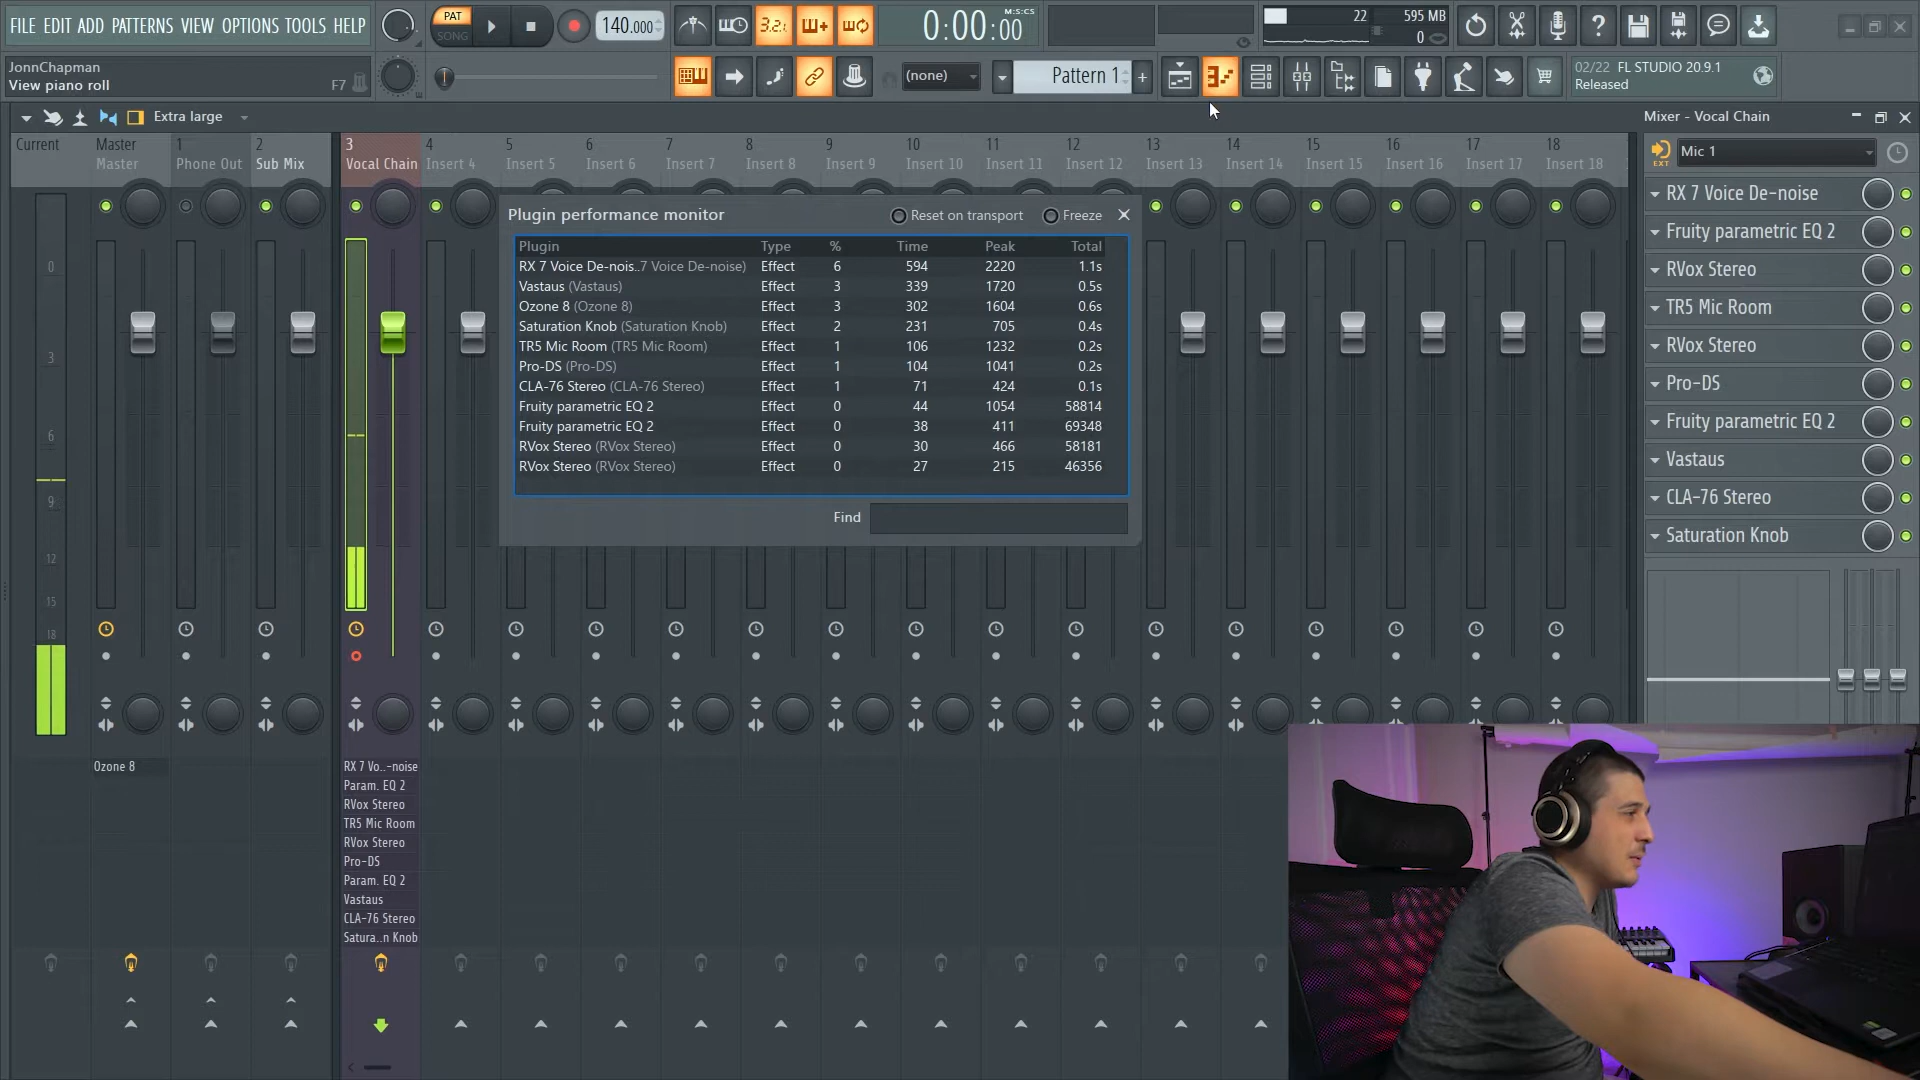 FILE EDIT ADD PATTERNS VIEW OPTIONS TOOLS HELP
PAT
SONG
140.000
3.2.
0:00:00
M:S:CS
22
595 MB
0
JonnChapman
View piano roll
F7
(none)
Pattern 1
02/22 FL STUDIO 20.9.1
Released
Extra large
Mixer - Vocal Chain
Current
Master
Master
1
Phone Out
2
Sub Mix
3
Vocal Chain
4
Insert 4
5
Insert 5
6
Insert 6
7
Insert 7
8
Insert 8
9
Insert 9
10
Insert 10
11
Insert 11
12
Insert 12
13
Insert 13
14
Insert 14
15
Insert 15
16
Insert 16
17
Insert 17
18
Insert 18
EXT
Mic 1
RX 7 Voice De-noise
Fruity parametric EQ 2
RVox Stereo
TR5 Mic Room
RVox Stereo
Pro-DS
Fruity parametric EQ 2
Vastaus
CLA-76 Stereo
Saturation Knob
0
3
6
9
12
15
18
Plugin performance monitor
Reset on transport
Freeze
Plugin Type % Time Peak Total
RX 7 Voice De-nois..7 Voice De-noise) Effect 6 594 2220 1.1s
Vastaus (Vastaus) Effect 3 339 1720 0.5s
Ozone 8 (Ozone 8) Effect 3 302 1604 0.6s
Saturation Knob (Saturation Knob) Effect 2 231 705 0.4s
TR5 Mic Room (TR5 Mic Room) Effect 1 106 1232 0.2s
Pro-DS (Pro-DS) Effect 1 104 1041 0.2s
CLA-76 Stereo (CLA-76 Stereo) Effect 1 71 424 0.1s
Fruity parametric EQ 2 Effect 0 44 1054 58814
Fruity parametric EQ 2 Effect 0 38 411 69348
RVox Stereo (RVox Stereo) Effect 0 30 466 58181
RVox Stereo (RVox Stereo) Effect 0 27 215 46356
Find
Ozone 8
RX 7 Vo..-noise
Param. EQ 2
RVox Stereo
TR5 Mic Room
RVox Stereo
Pro-DS
Param. EQ 2
Vastaus
CLA-76 Stereo
Satura..n Knob